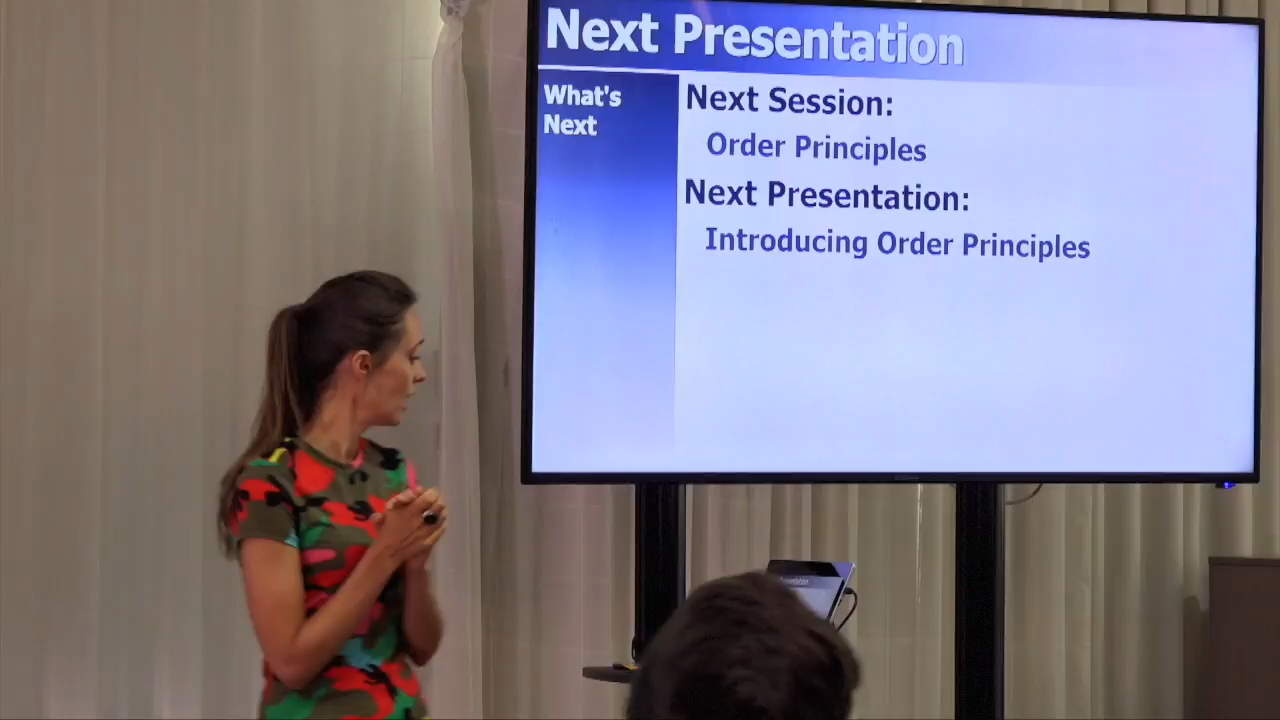 Next Presentation
What's
Next
Next Session:
Order Principles
Next Presentation:
Introducing Order Principles